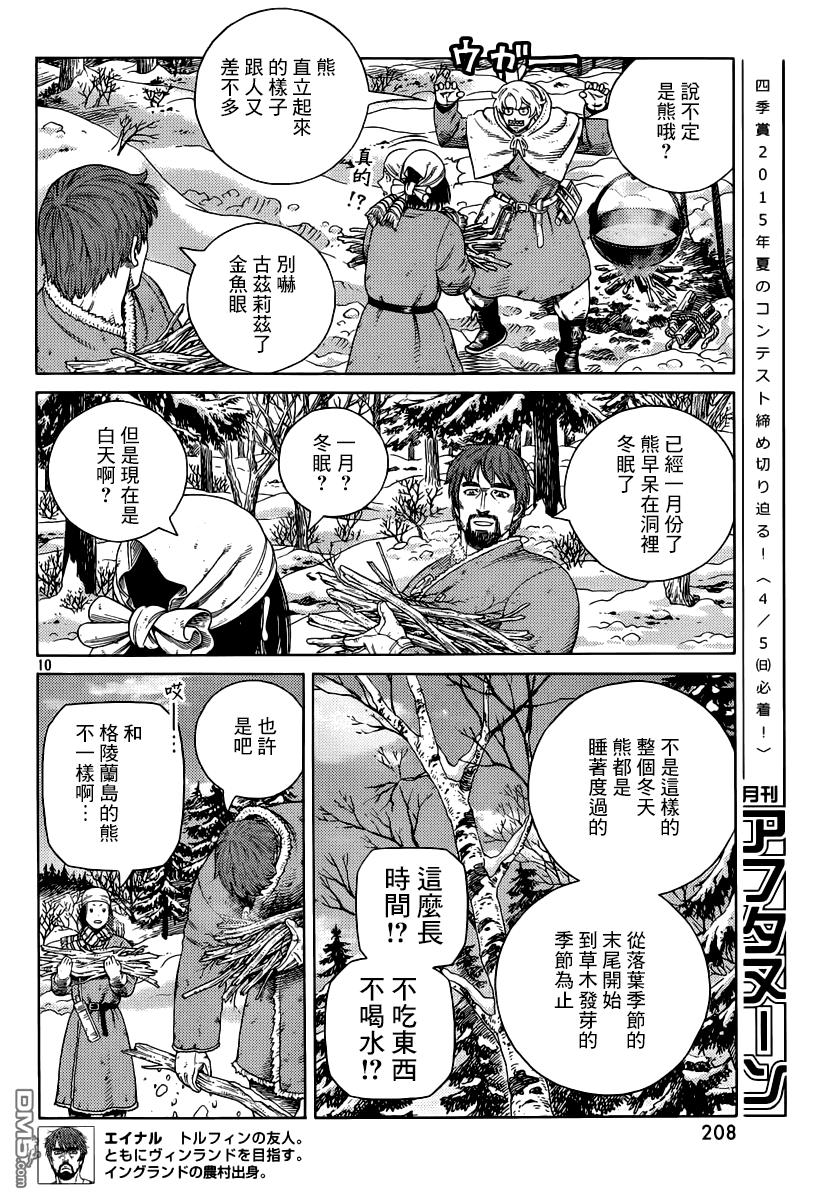 說不定
是熊哦?
ウガー
熊
直立起來
的樣子
跟人又
差不多
真的!?
別嚇
古茲莉茲了
金魚眼
已經一月份了
熊早呆在洞裡
冬眠了
一月?
冬眠?
但是現在是
白天啊?
10
不是這樣的
整個冬天
熊都是
睡著度過的
從落葉季節的
末尾開始
到草木發芽的
季節為止
這麼長
時間!?
不吃東西
不喝水!?
也許
是吧
哎……
和
格陵蘭島的熊
不一樣啊…
四季賞2015年夏のコンテスト締め切り迫る!〈4/5㈰必着!〉
月刊アフタヌーン
208
エイナル トルフィンの友人。
ともにヴィンランドを目指す。
イングランドの農村出身。
DM5.com